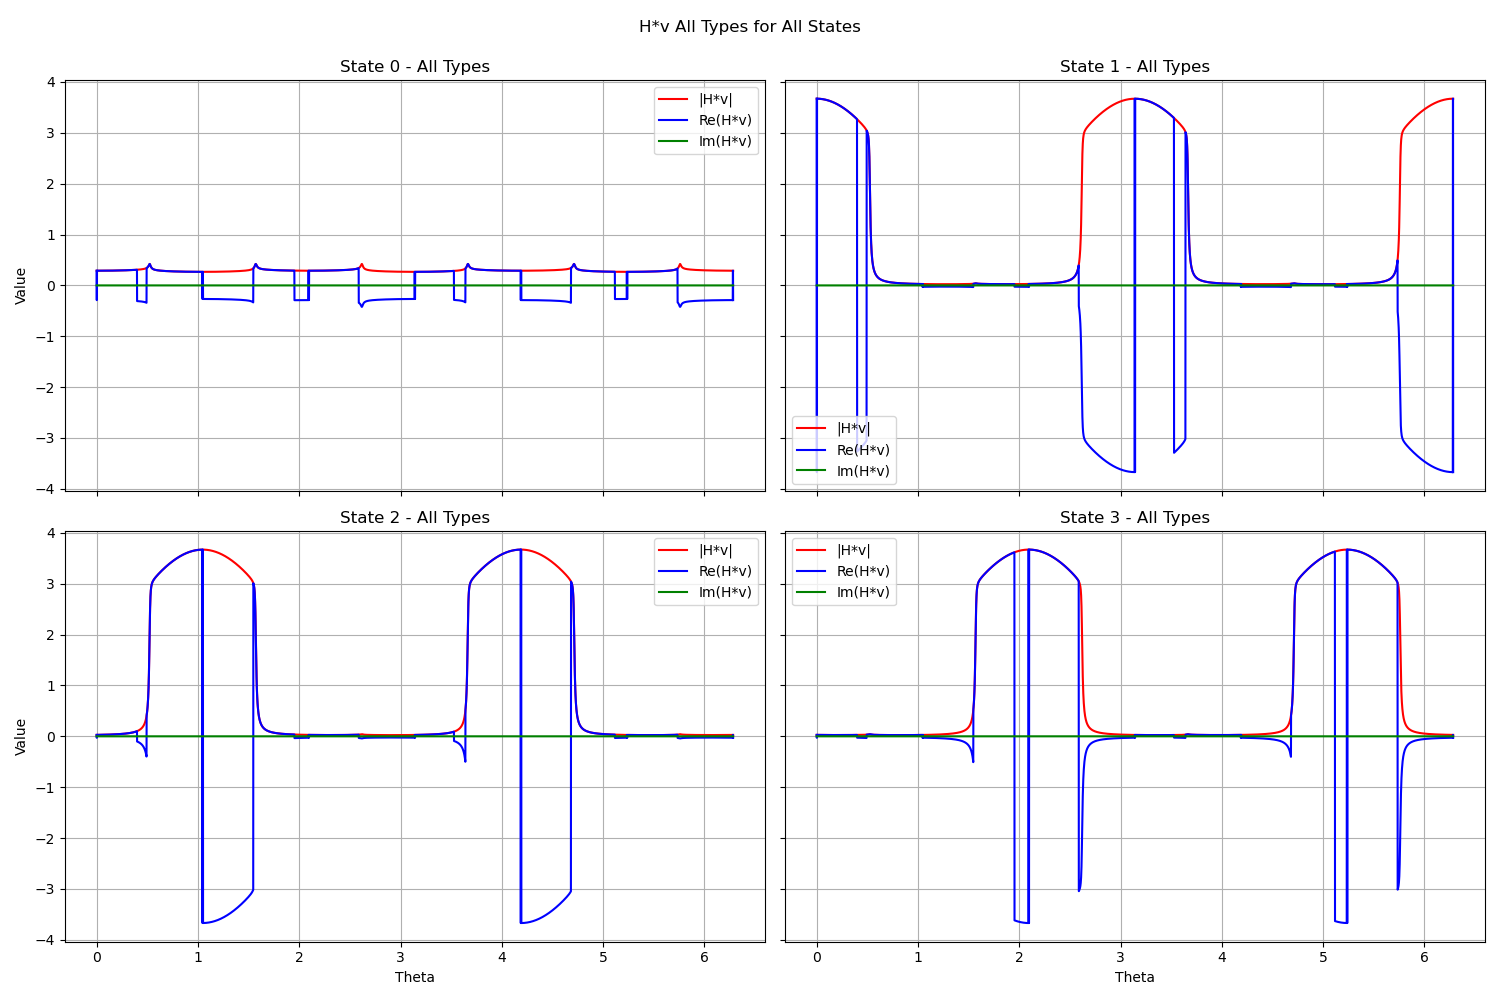 H*v All Types for All States
State 0 - All Types
State 1 - All Types
4
3
2
1
0
−1
−2
−3
−4
Value
|H*v|
Re(H*v)
Im(H*v)
|H*v|
Re(H*v)
Im(H*v)
State 2 - All Types
State 3 - All Types
4
3
2
1
0
−1
−2
−3
−4
Value
|H*v|
Re(H*v)
Im(H*v)
|H*v|
Re(H*v)
Im(H*v)
0 1 2 3 4 5 6
0 1 2 3 4 5 6
Theta
Theta